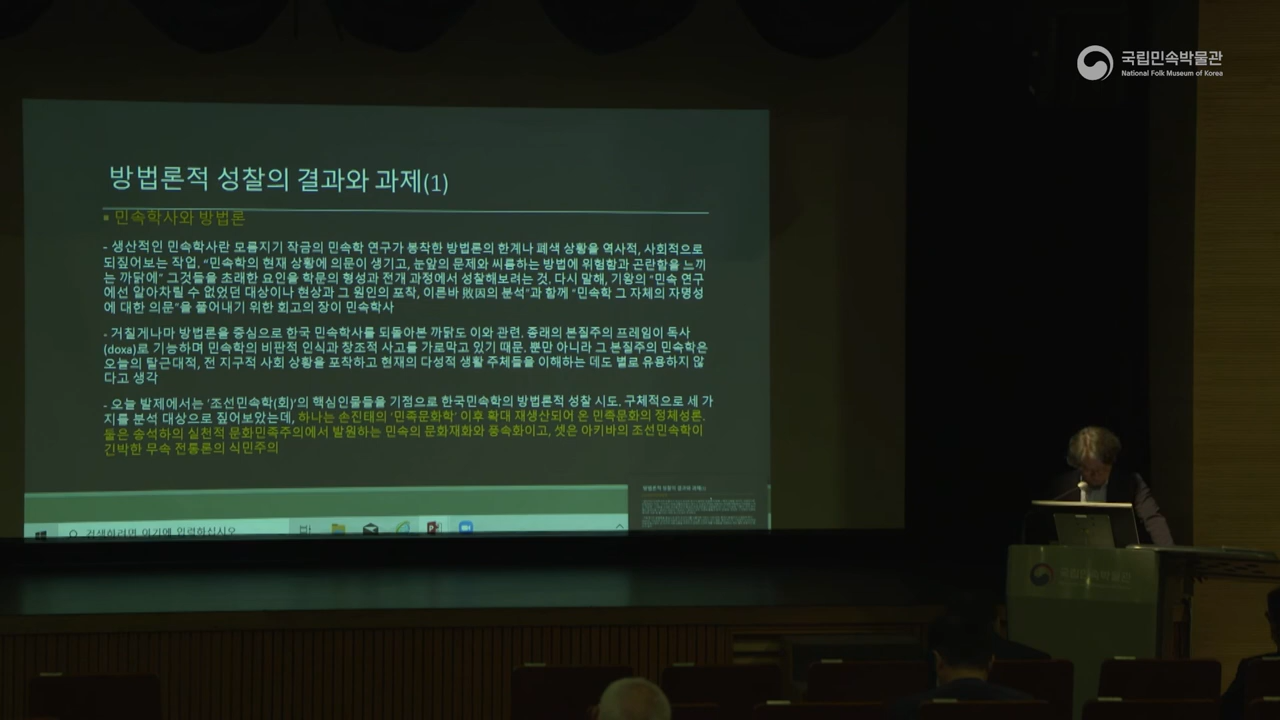 국립민속박물관
National Folk Museum of Korea
방법론적 성찰의 결과와 과제(1)
▪ 민속학사와 방법론
- 생산적인 민속학사란 모름지기 작금의 민속학 연구가 봉착한 방법론의 한계나 폐색 상황을 역사적, 사회적으로
되짚어보는 작업. “민속학의 현재 상황에 의문이 생기고, 눈앞의 문제와 씨름하는 방법에 위험함과 곤란함을 느끼
는 까닭에” 그것들을 초래한 요인을 학문의 형성과 전개 과정에서 성찰해보려는 것, 다시 말해, 기왕의 “민속 연구
에선 알아차릴 수 없었던 대상이나 현상과 그 원인의 포착, 이른바 敗因의 분석”과 함께 “민속학 그 자체의 자명성
에 대한 의문”을 풀어내기 위한 회고의 장이 민속학사
- 거칠게나마 방법론을 중심으로 한국 민속학사를 되돌아본 까닭도 이와 관련. 종래의 본질주의 프레임이 독사
(doxa)로 기능하며 민속학의 비판적 인식과 창조적 사고를 가로막고 있기 때문. 뿐만 아니라 그 본질주의 민속학은
오늘의 탈근대적, 전 지구적 사회 상황을 포착하고 현재의 다성적 생활 주체들을 이해하는 데도 별로 유용하지 않
다고 생각
- 오늘 발제에서는 ‘조선민속학(회)’의 핵심인물들을 기점으로 한국민속학의 방법론적 성찰 시도. 구체적으로 세 가
지를 분석 대상으로 짚어보았는데, 하나는 손진태의 ‘민족문화학’ 이후 확대 재생산되어 온 민족문화의 정체성론.
둘은 송석하의 실천적 문화민족주의에서 발원하는 민속의 문화재화와 풍속화이고, 셋은 아키바의 조선민속학이
긴박한 무속 전통론의 식민주의
검색하려면 여기에 입력하십시오
국립민속박물관